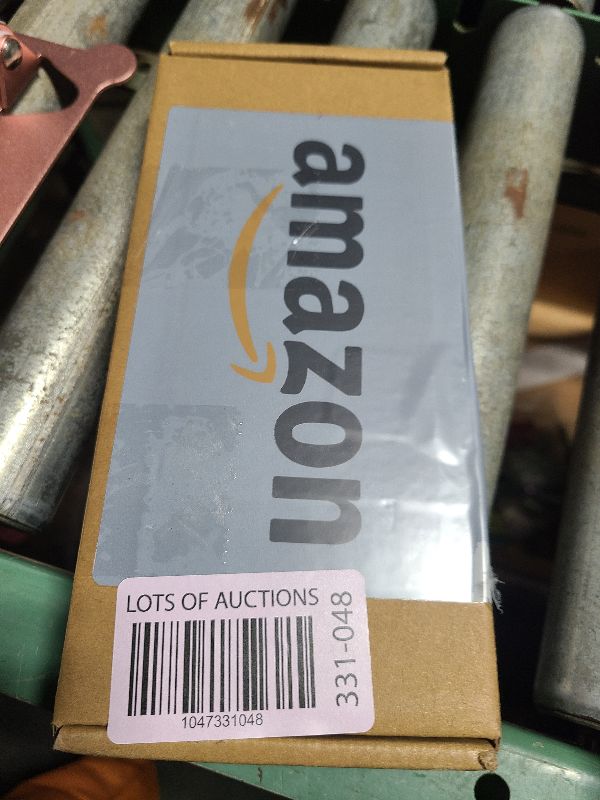 amazon
LOTS OF AUCTIONS
1047331048
331-048